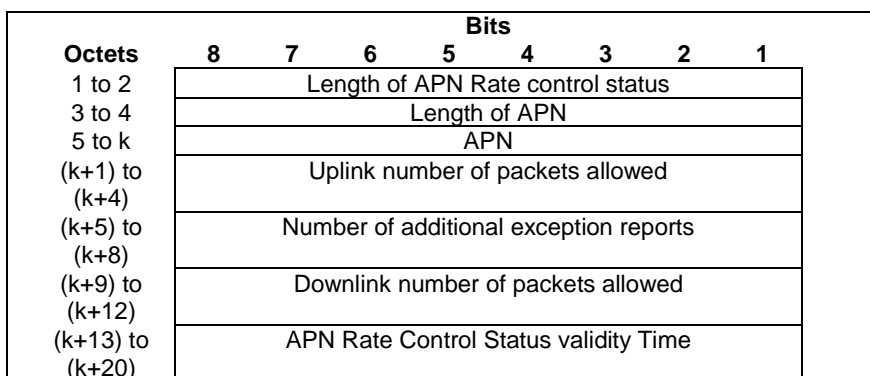 Bits
Octets 8 7 6 5 4 3 2 1
1 to 2 Length of APN Rate control status
3 to 4 Length of APN
5 to k APN
(k+1) to Uplink number of packets allowed
(k+4)
(k+5) to Number of additional exception reports
(k+8)
(k+9) to Downlink number of packets allowed
(k+12)
(k+13) to APN Rate Control Status validity Time
(k+20)